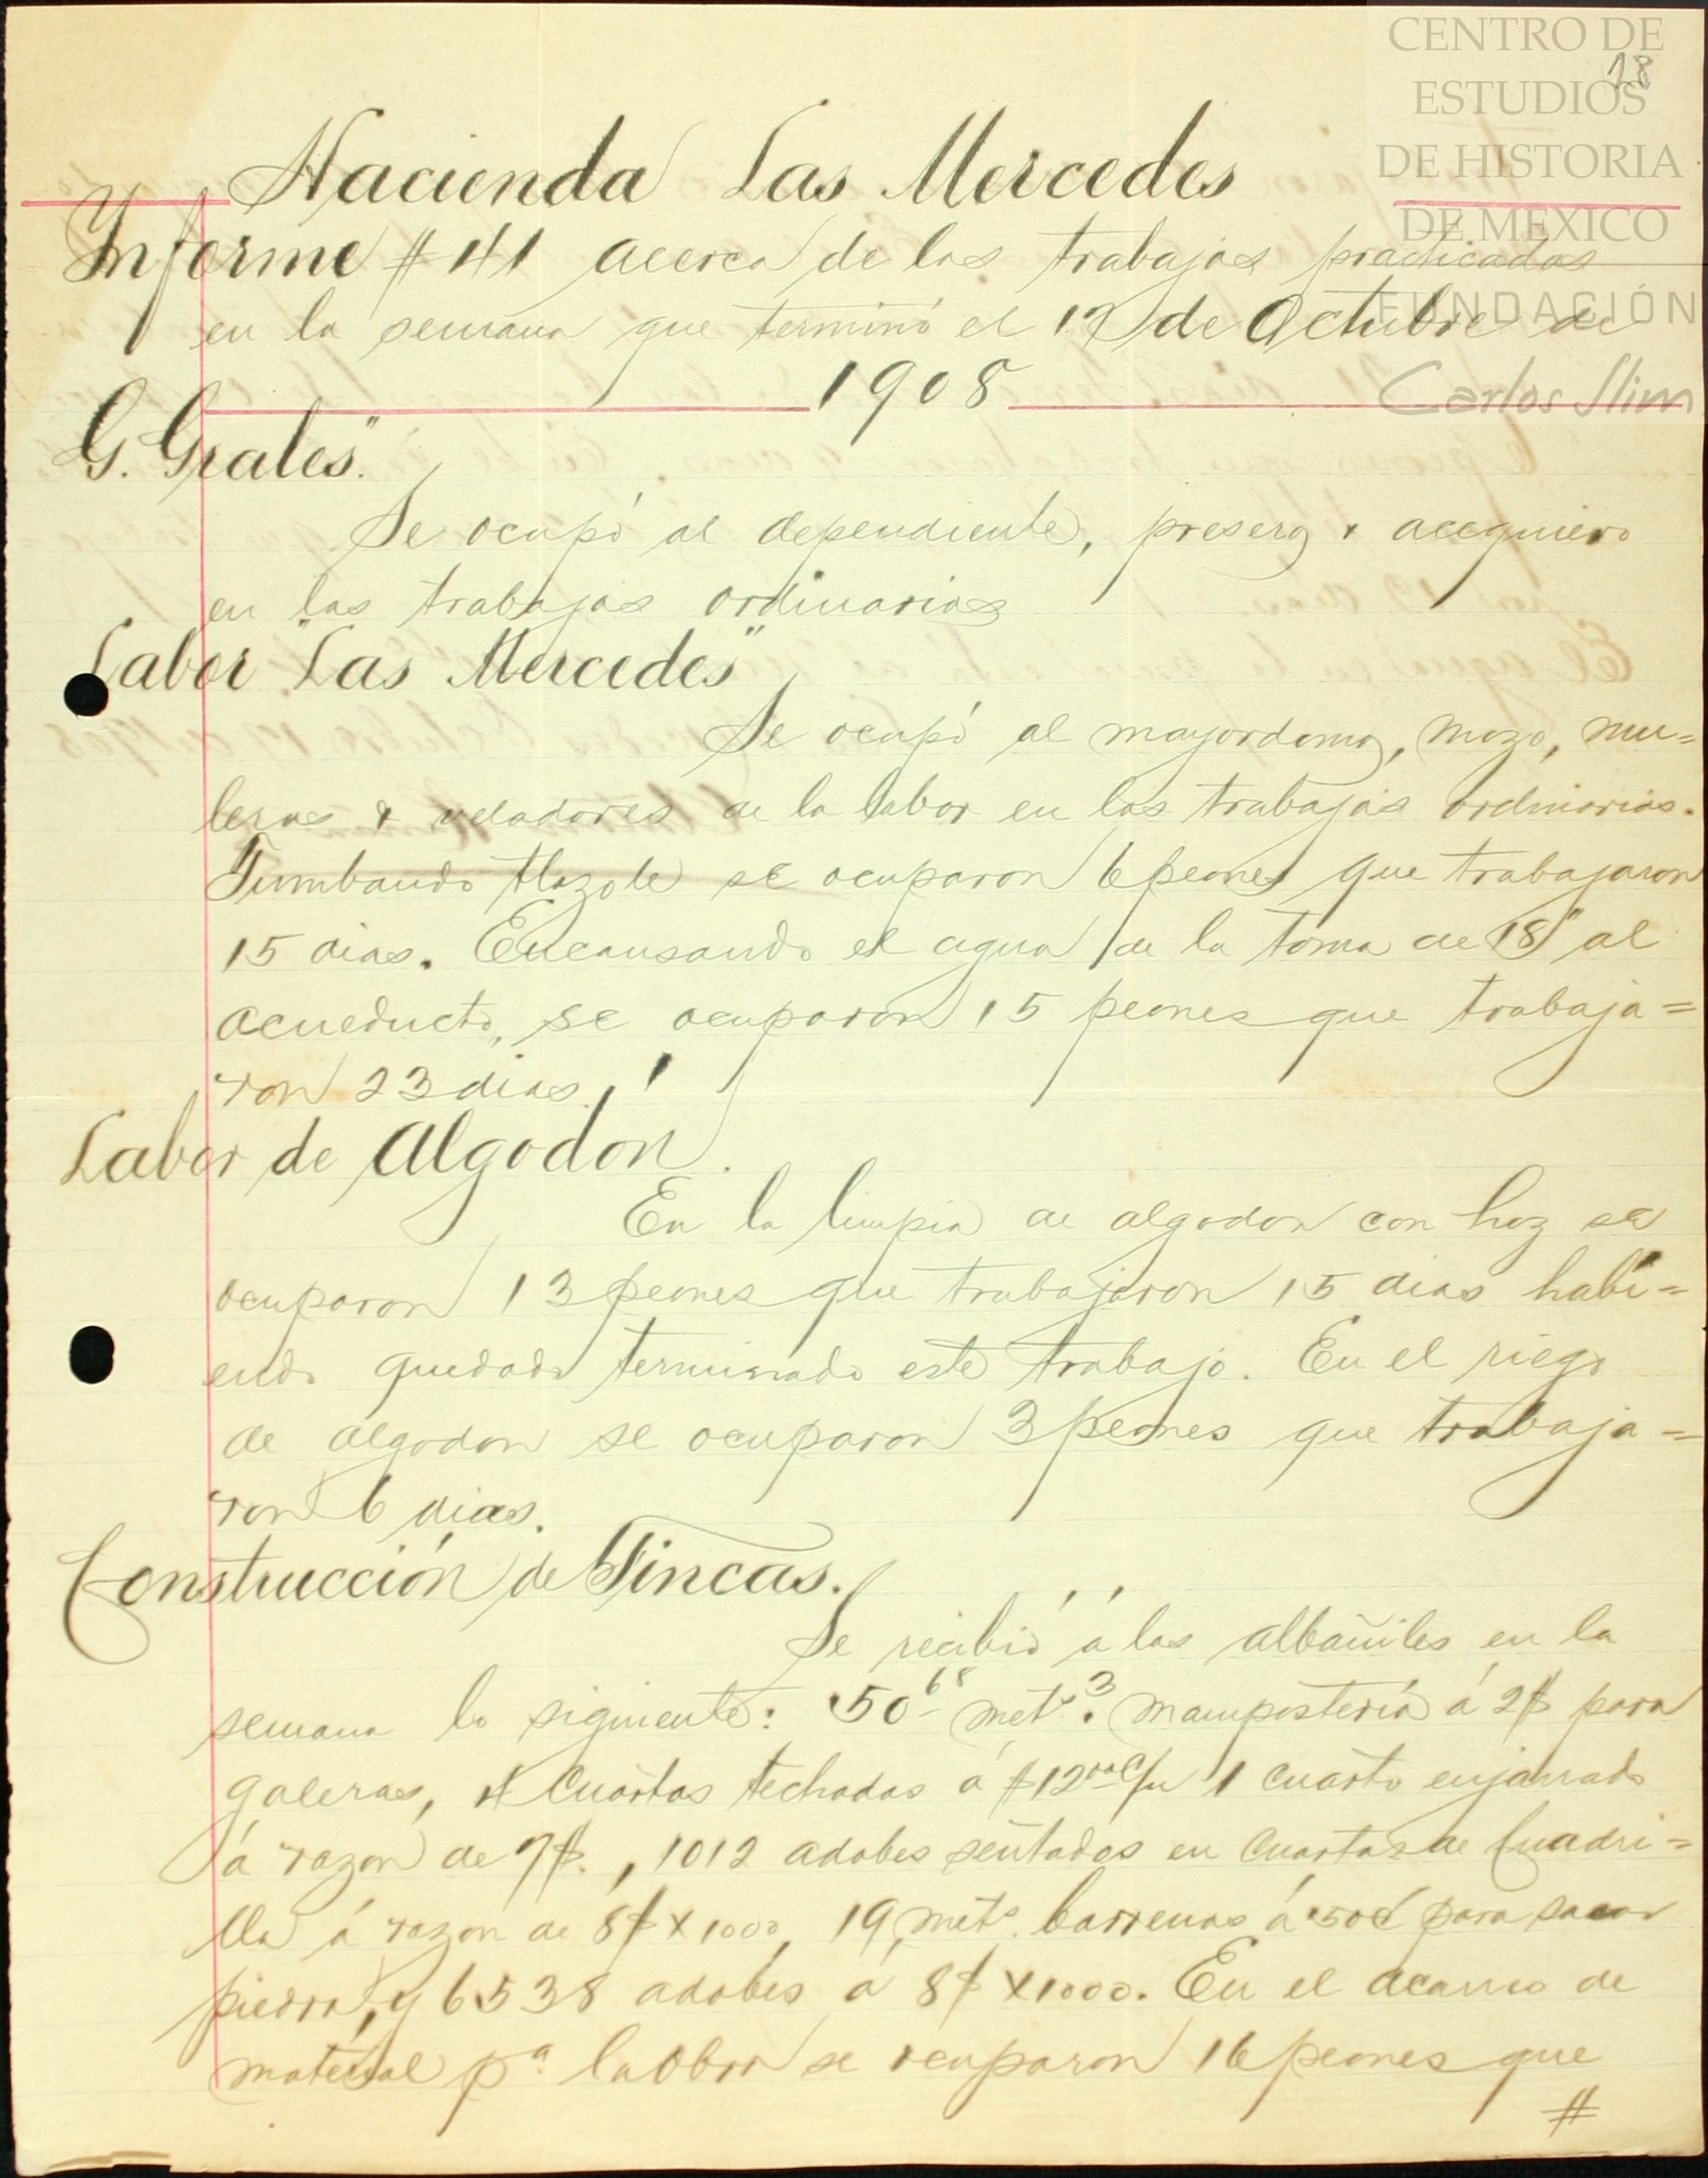 CENTRO DE
ESTUDIOS
DE HISTORIA
DE MEXICO
FUNDACIÓN
Carlos Slim
18
Hacienda Las Mercedes
Informe # 41 acerca de los trabajos practicados
en la semana que terminó el de Octubre de
1908
G. Grales".
Se ocupó al dependiente, presero y acequiero
en los trabajos ordinarios
Labor "Las Mercedes"
Se ocupó al mayordomo, mozo, mu=
leros y veladores de la labor en los trabajos ordinarios.
Tumbando tlazole se ocuparon 6 peones que trabajaron
15 dias. Encausando el agua de la toma de 18" al
acueducto, se ocuparon 15 peones que trabaja=
ron 23 dias.
Labor de Algodon.
En la limpia de algodon con hoz se
ocuparon 13 peones que trabajaron 15 dias habi=
endo quedado terminado este trabajo. En el riego
de algodon se ocuparon 3 peones que trabaja=
ron 6 dias.
Construcción de Fincas.
Se recibió á los albañiles en la
semana lo siguiente: 50 68 met.s 3 mampostería á 2$ para
galeras, 4 cuartos techados á $12.00 c/u 1 cuarto enjarrado
á razon de 7$., 1012 adobes sentados en cuartos de Cuadri=
lla á razon de 8$ x 1000, 19 mets. barrenos á 50¢ para sacar
piedra, y 6538 adobes á 8$ x 1000. En el acarreo de
material pa la obra se ocuparon 16 peones que
#